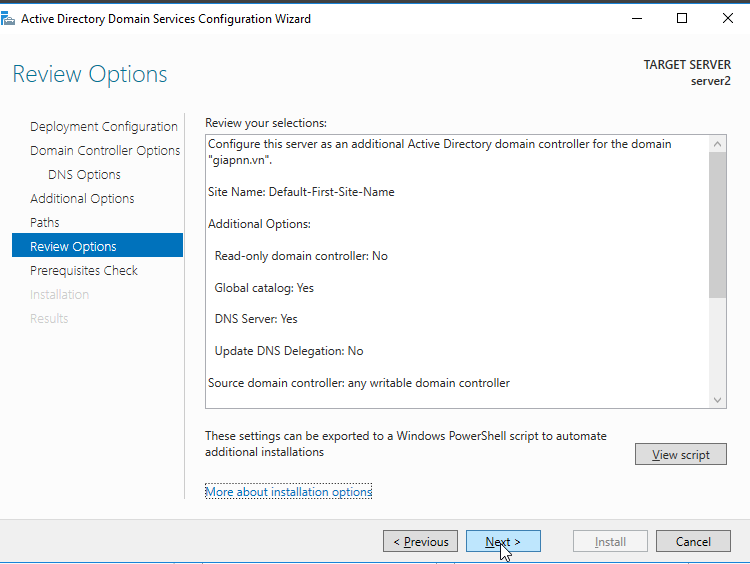 Active Directory Domain Services Configuration Wizard
Review Options
TARGET SERVER
server2
Deployment Configuration
Domain Controller Options
DNS Options
Additional Options
Paths
Review Options
Prerequisites Check
Installation
Results
Review your selections:
Configure this server as an additional Active Directory domain controller for the domain
"giapnn.vn".
Site Name: Default-First-Site-Name
Additional Options:
Read-only domain controller: No
Global catalog: Yes
DNS Server: Yes
Update DNS Delegation: No
Source domain controller: any writable domain controller
These settings can be exported to a Windows PowerShell script to automate
additional installations
View script
More about installation options
< Previous
Next >
Install
Cancel